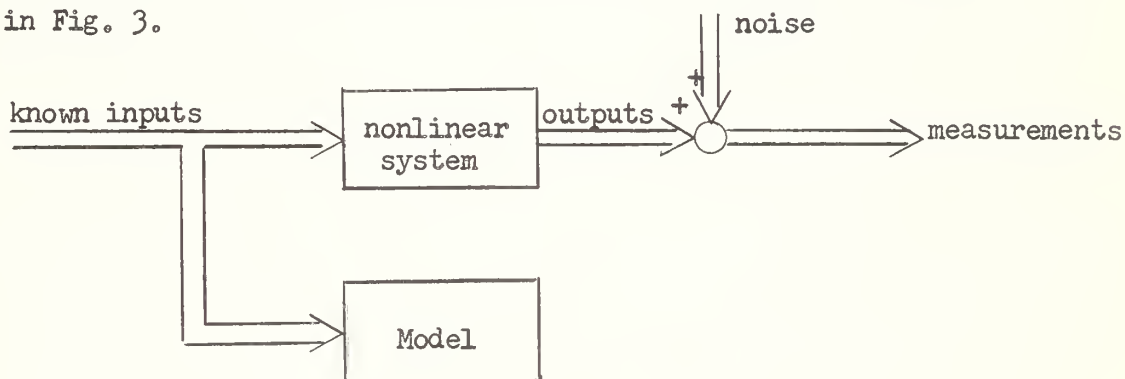 in Fig. 3.
noise
+
+
known inputs
nonlinear
system
outputs
measurements
Model